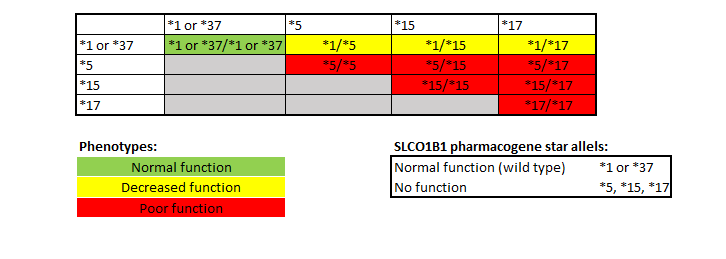 *1 or *37 *5 *15 *17
*1 or *37 *1 or *37/*1 or *37 *1/*5 *1/*15 *1/*17
*5 *5/*5 *5/*15 *5/*17
*15 *15/*15 *15/*17
*17 *17/*17
Phenotypes: SLCO1B1 pharmacogene star allels:
Normal function Normal function (wild type) *1 or *37
Decreased function No function *5, *15, *17
Poor function